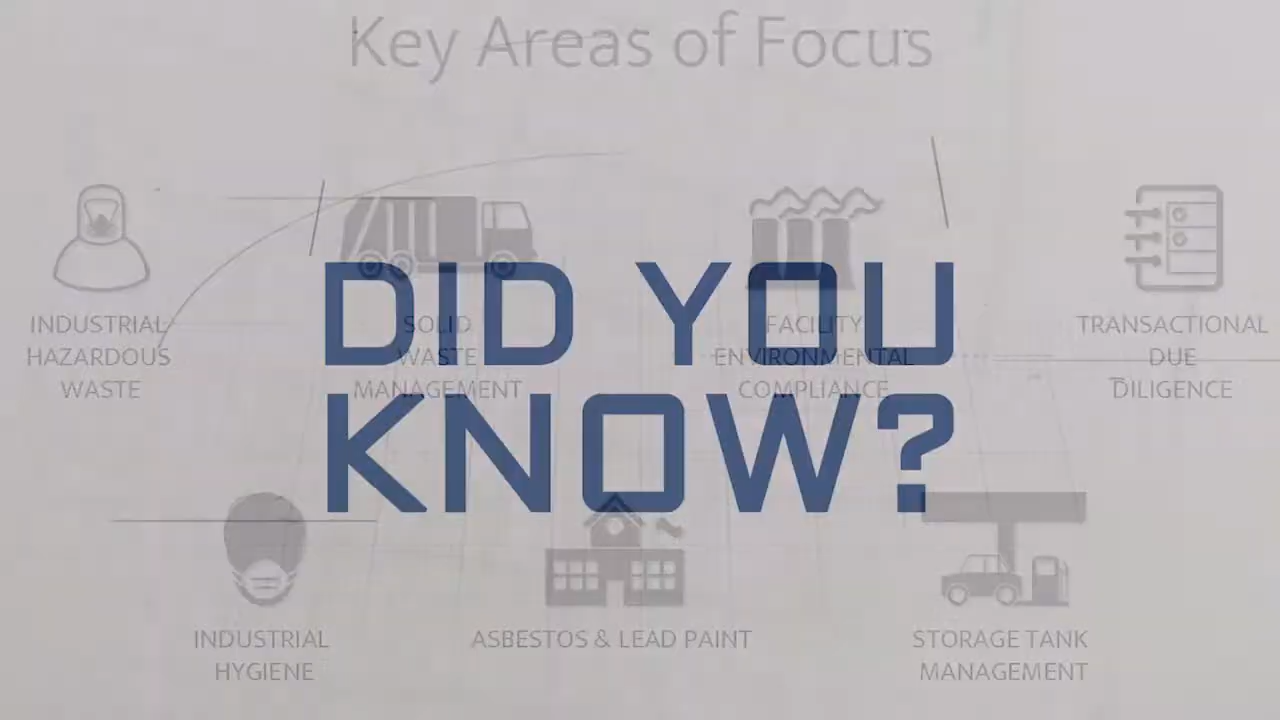 Key Areas of Focus
DID YOU
KNOW?
INDUSTRIAL
HAZARDOUS
WASTE
SOLID
WASTE
MANAGEMENT
FACILITY
ENVIRONMENTAL
COMPLIANCE
TRANSACTIONAL
DUE
DILIGENCE
INDUSTRIAL
HYGIENE
ASBESTOS & LEAD PAINT
STORAGE TANK
MANAGEMENT